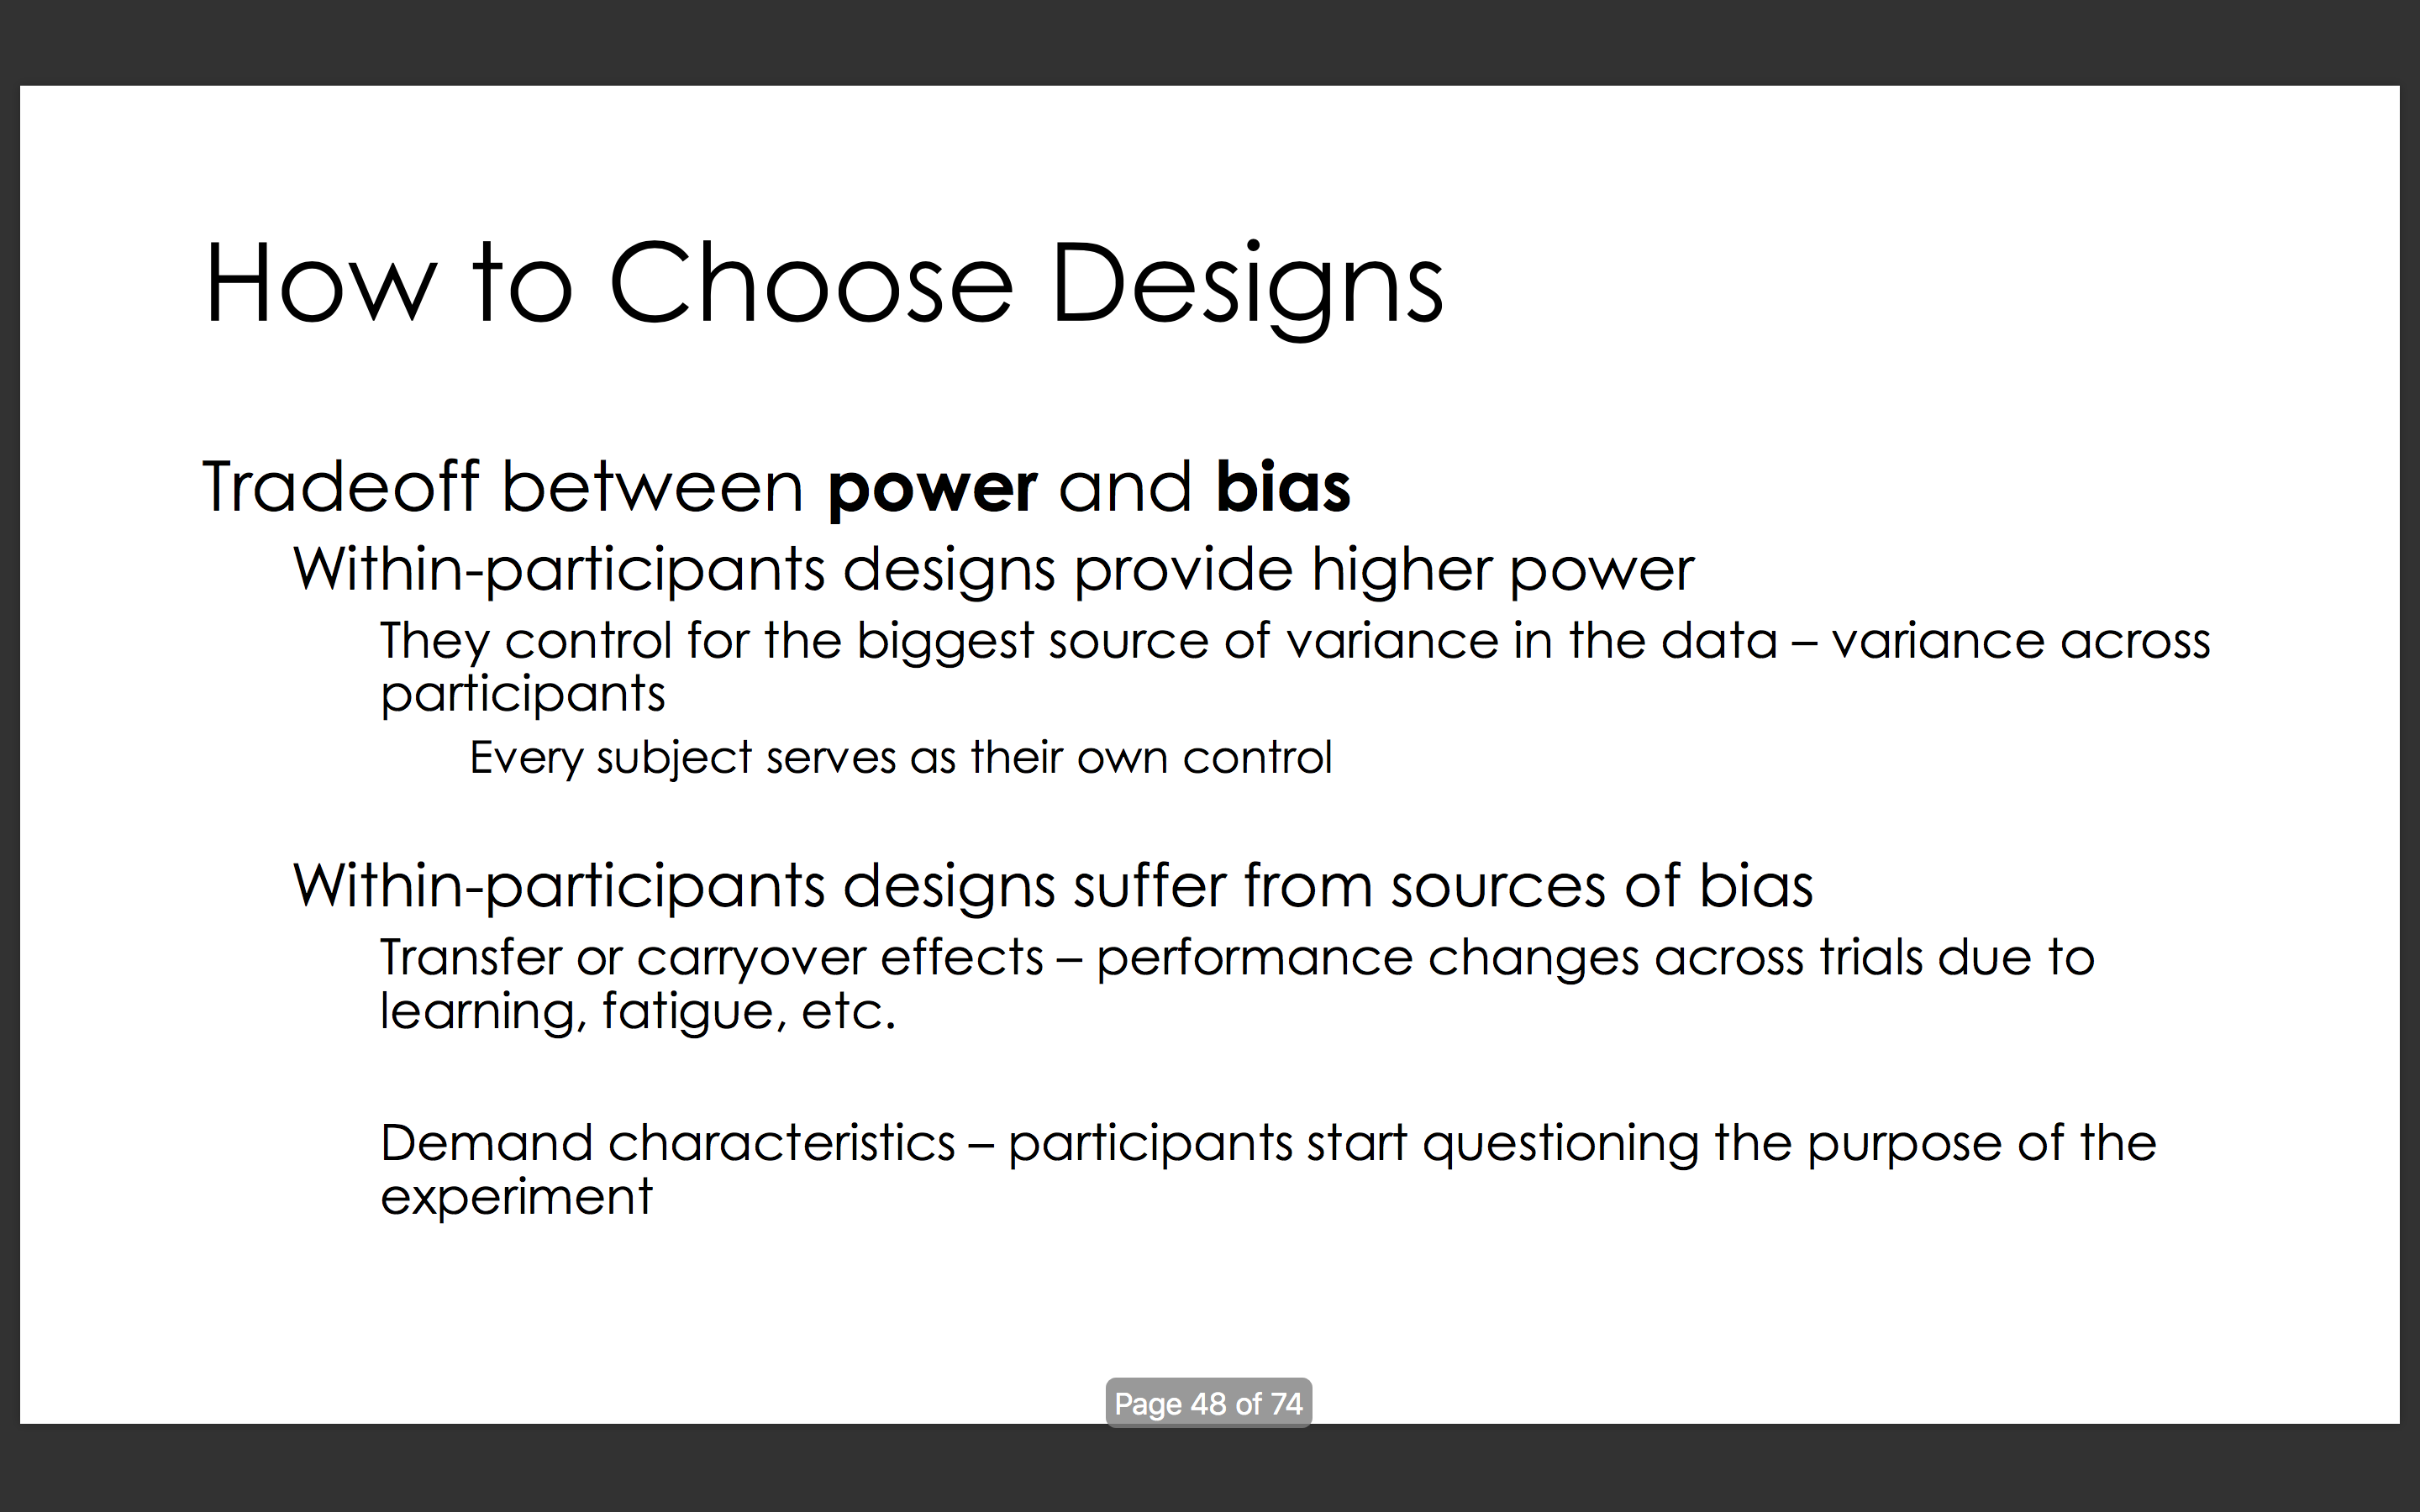 How to Choose Designs
Tradeoff between power and bias
Within-participants designs provide higher power
They control for the biggest source of variance in the data – variance across
participants
Every subject serves as their own control
Within-participants designs suffer from sources of bias
Transfer or carryover effects – performance changes across trials due to
learning, fatigue, etc.
Demand characteristics – participants start questioning the purpose of the
experiment
Page 48 of 74